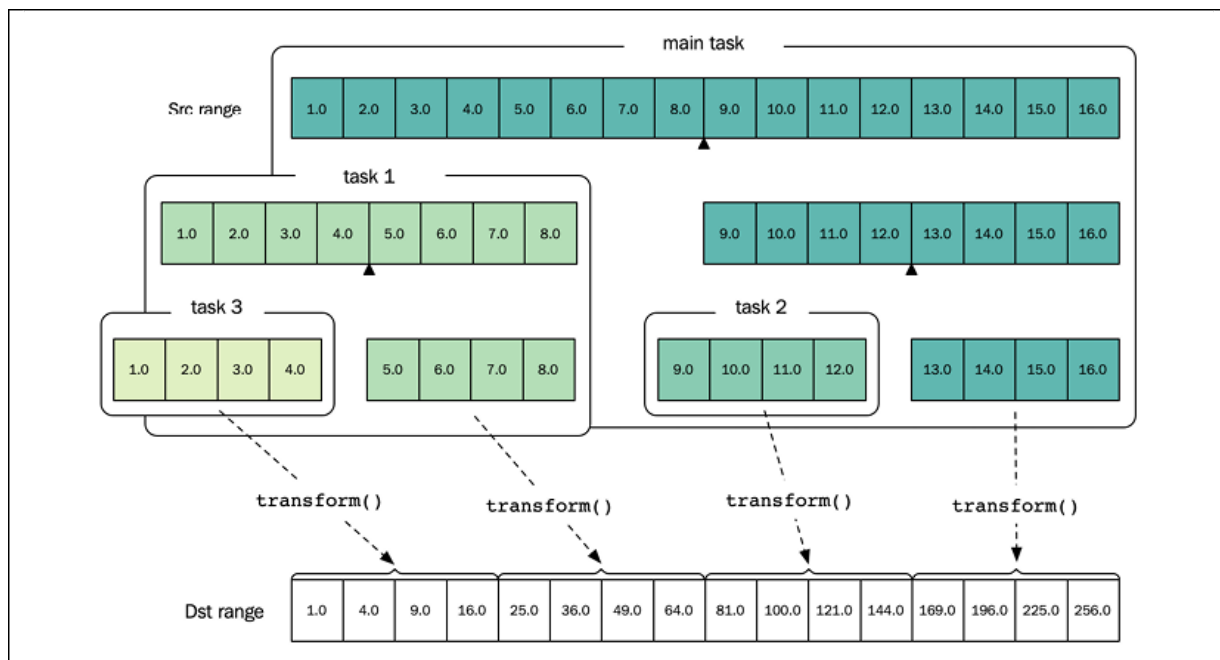 main task
Src range 1.0 2.0 3.0 4.0 5.0 6.0 7.0 8.0 9.0 10.0 11.0 12.0 13.0 14.0 15.0 16.0
task 1
1.0 2.0 3.0 4.0 5.0 6.0 7.0 8.0 9.0 10.0 11.0 12.0 13.0 14.0 15.0 16.0
task 3 task 2
1.0 2.0 3.0 4.0 5.0 6.0 7.0 8.0 9.0 10.0 11.0 12.0 13.0 14.0 15.0 16.0
transform() transform() transform() transform()
Dst range 1.0 4.0 9.0 16.0 25.0 36.0 49.0 64.0 81.0 100.0 121.0 144.0 169.0 196.0 225.0 256.0